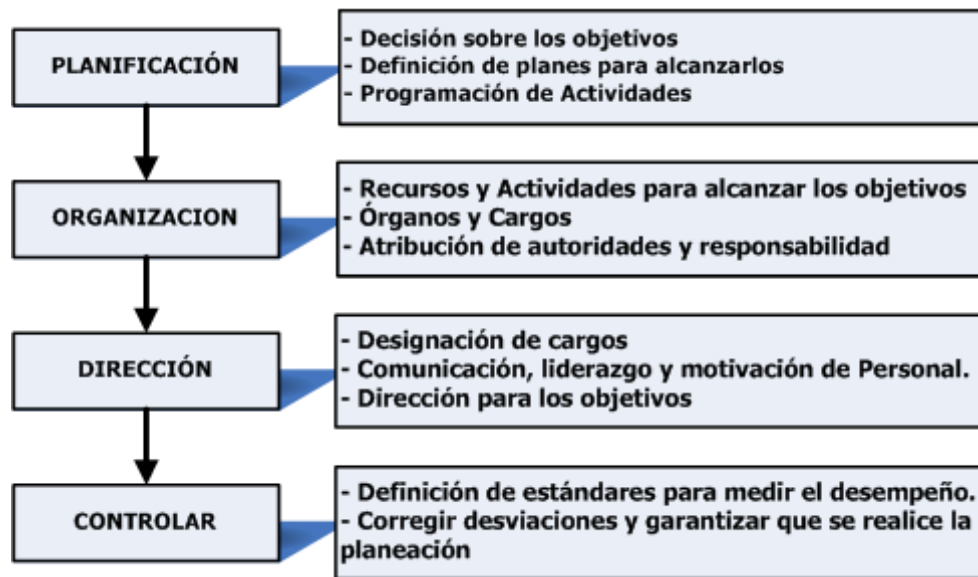 PLANIFICACIÓN
- Decisión sobre los objetivos
- Definición de planes para alcanzarlos
- Programación de Actividades
ORGANIZACION
- Recursos y Actividades para alcanzar los objetivos
- Órganos y Cargos
- Atribución de autoridades y responsabilidad
DIRECCIÓN
- Designación de cargos
- Comunicación, liderazgo y motivación de Personal.
- Dirección para los objetivos
CONTROLAR
- Definición de estándares para medir el desempeño.
- Corregir desviaciones y garantizar que se realice la
planeación